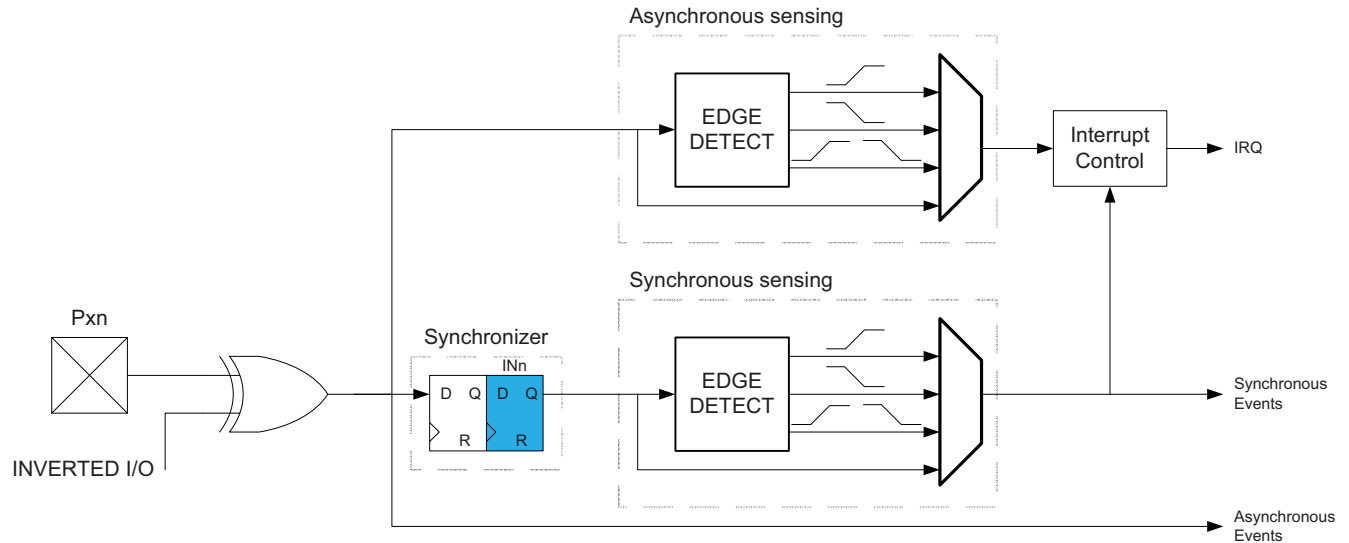 Asynchronous sensing
EDGE
DETECT
Interrupt
Control
IRQ
Synchronous sensing
Pxn
Synchronizer
INn
D Q D Q
R R
EDGE
DETECT
Synchronous
Events
INVERTED I/O
Asynchronous
Events